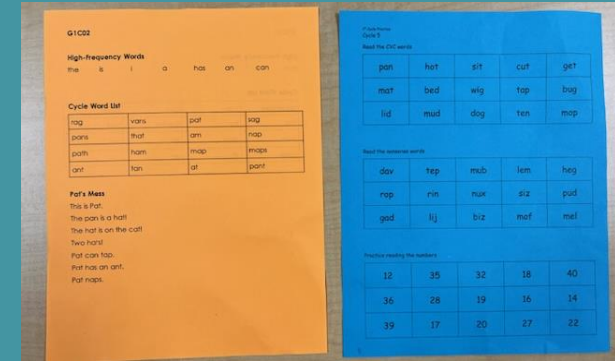 G1C02
High-Frequency Words
the is i a has an can
Cycle Word List
rag vans pat sag
pans that am nap
path ham map maps
ant tan at pant
Pat's Mess
This is Pat.
The pan is a hat!
The hat is on the cat!
Two hats!
Pat can tap.
Pat has an ant.
Pat naps.
Cycle 2
Read the CVC words
pan hot sit cut get
mat bed wig top bug
lid mud dog ten mop
Read the nonsense words
dav tep mub lem heg
rop rin nux siz pud
gad lij biz maf mel
Practice reading the numbers
12 35 32 18 40
36 28 19 16 14
39 17 20 27 22